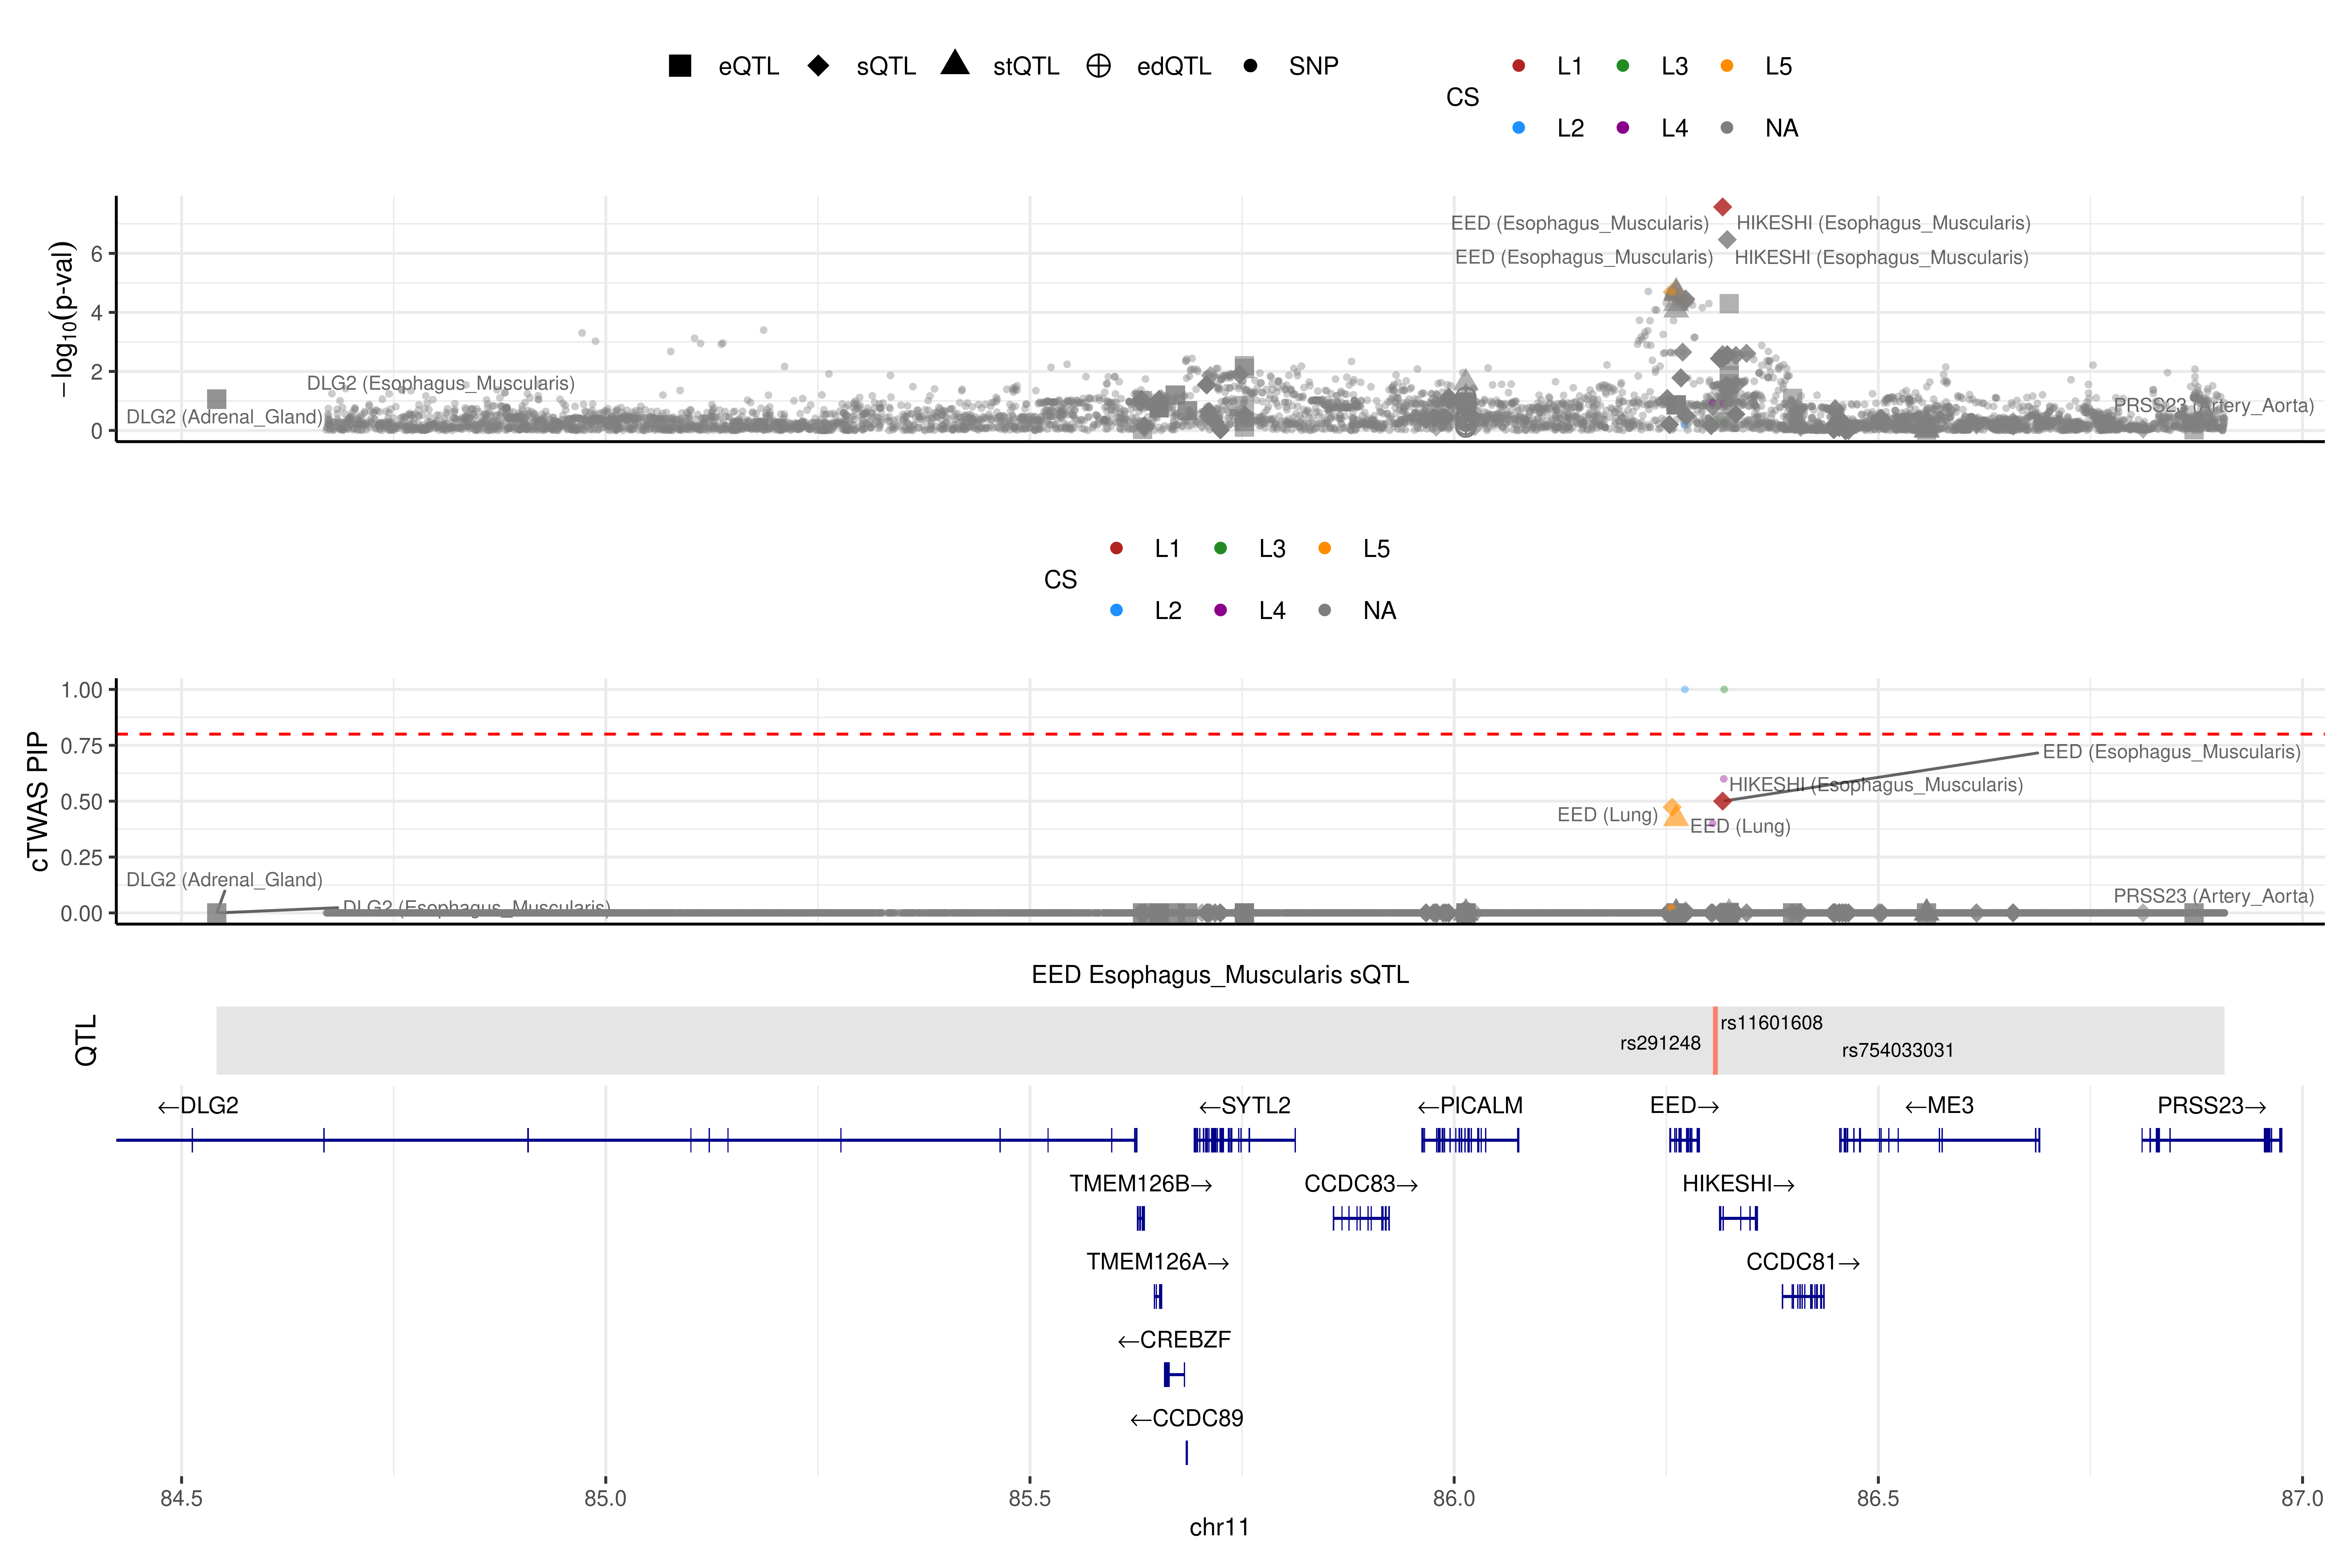 eQTL sQTL stQTL edQTL SNP
CS
L1 L3 L5
L2 L4 NA
−log10(p-val)
6
4
2
0
EED (Esophagus_Muscularis)
HIKESHI (Esophagus_Muscularis)
EED (Esophagus_Muscularis)
HIKESHI (Esophagus_Muscularis)
DLG2 (Esophagus_Muscularis)
DLG2 (Adrenal_Gland)
PRSS23 (Artery_Aorta)
CS
L1 L3 L5
L2 L4 NA
cTWAS PIP
1.00
0.75
0.50
0.25
0.00
EED (Esophagus_Muscularis)
HIKESHI (Esophagus_Muscularis)
EED (Lung)
EED (Lung)
DLG2 (Adrenal_Gland)
DLG2 (Esophagus_Muscularis)
PRSS23 (Artery_Aorta)
EED Esophagus_Muscularis sQTL
QTL
rs11601608
rs291248
rs754033031
←DLG2
←SYTL2
←PICALM
EED→
←ME3
PRSS23→
TMEM126B→
CCDC83→
HIKESHI→
TMEM126A→
CCDC81→
←CREBZF
←CCDC89
84.5 85.0 85.5 86.0 86.5 87.0
chr11